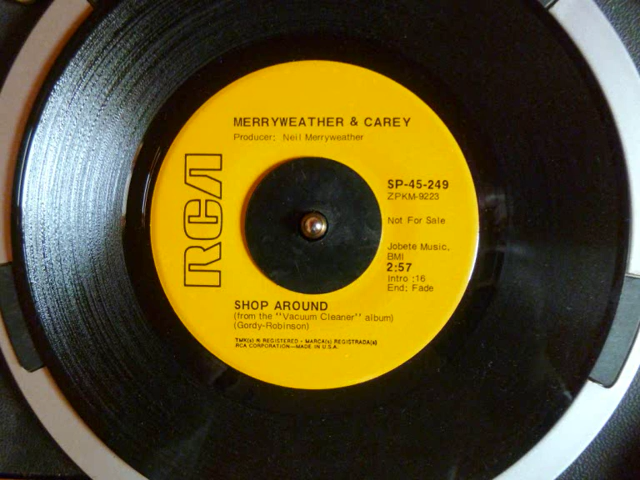 MERRYWEATHER & CAREY
Producer: Neil Merryweather
RCA
SP-45-249
ZPKM-9223
Not For Sale
Jobete Music,
BMI
2:57
Intro :16
End: Fade
SHOP AROUND
(from the "Vacuum Cleaner" album)
(Gordy-Robinson)
TMK(s) ® REGISTERED • MARCA(s) REGISTRADA(s)
RCA CORPORATION—MADE IN U.S.A.